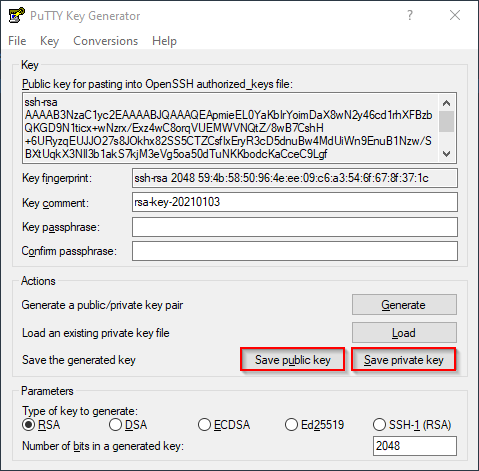 PuTTY Key Generator
?
File Key Conversions Help
Key
Public key for pasting into OpenSSH authorized_keys file:
ssh-rsa
AAAAB3NzaC1yc2EAAAABJQAAAQEApmieEL0YaKbIrYoimDaX8wN2y46cd1rhXFBzb
QKGD9N1ticx+wNzrx/Exz4wC8orqVUEMWVNQtZ/8wB7CshH
+6URyzqEUJJO27s8JOkhx82SS5CTZCsfIxEryR3cD5dnuBw4MdUiWn9EnuB1Nzw/S
BXtUqkX3NlI3b1akS7kjM3eVg5oa50dTuNKKbodcKaCceC9Lgf
Key fingerprint: ssh-rsa 2048 59:4b:58:50:96:4e:ee:09:c6:a3:54:6f:67:8f:37:1c
Key comment: rsa-key-20210103
Key passphrase:
Confirm passphrase:
Actions
Generate a public/private key pair Generate
Load an existing private key file Load
Save the generated key Save public key Save private key
Parameters
Type of key to generate:
RSA DSA ECDSA Ed25519 SSH-1 (RSA)
Number of bits in a generated key: 2048